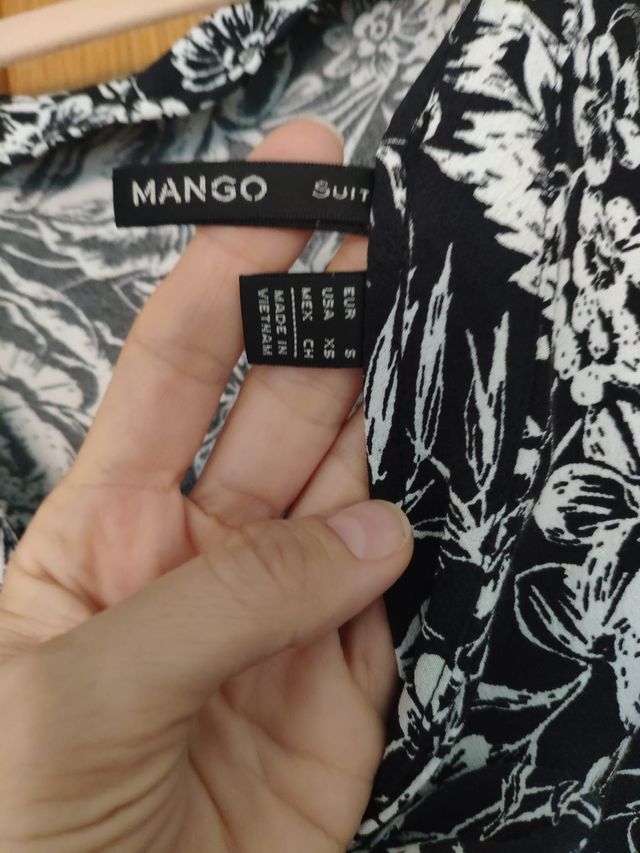 MANGO SUIT
EUR S
USA XS
MEX CH
MADE IN
VIETNAM